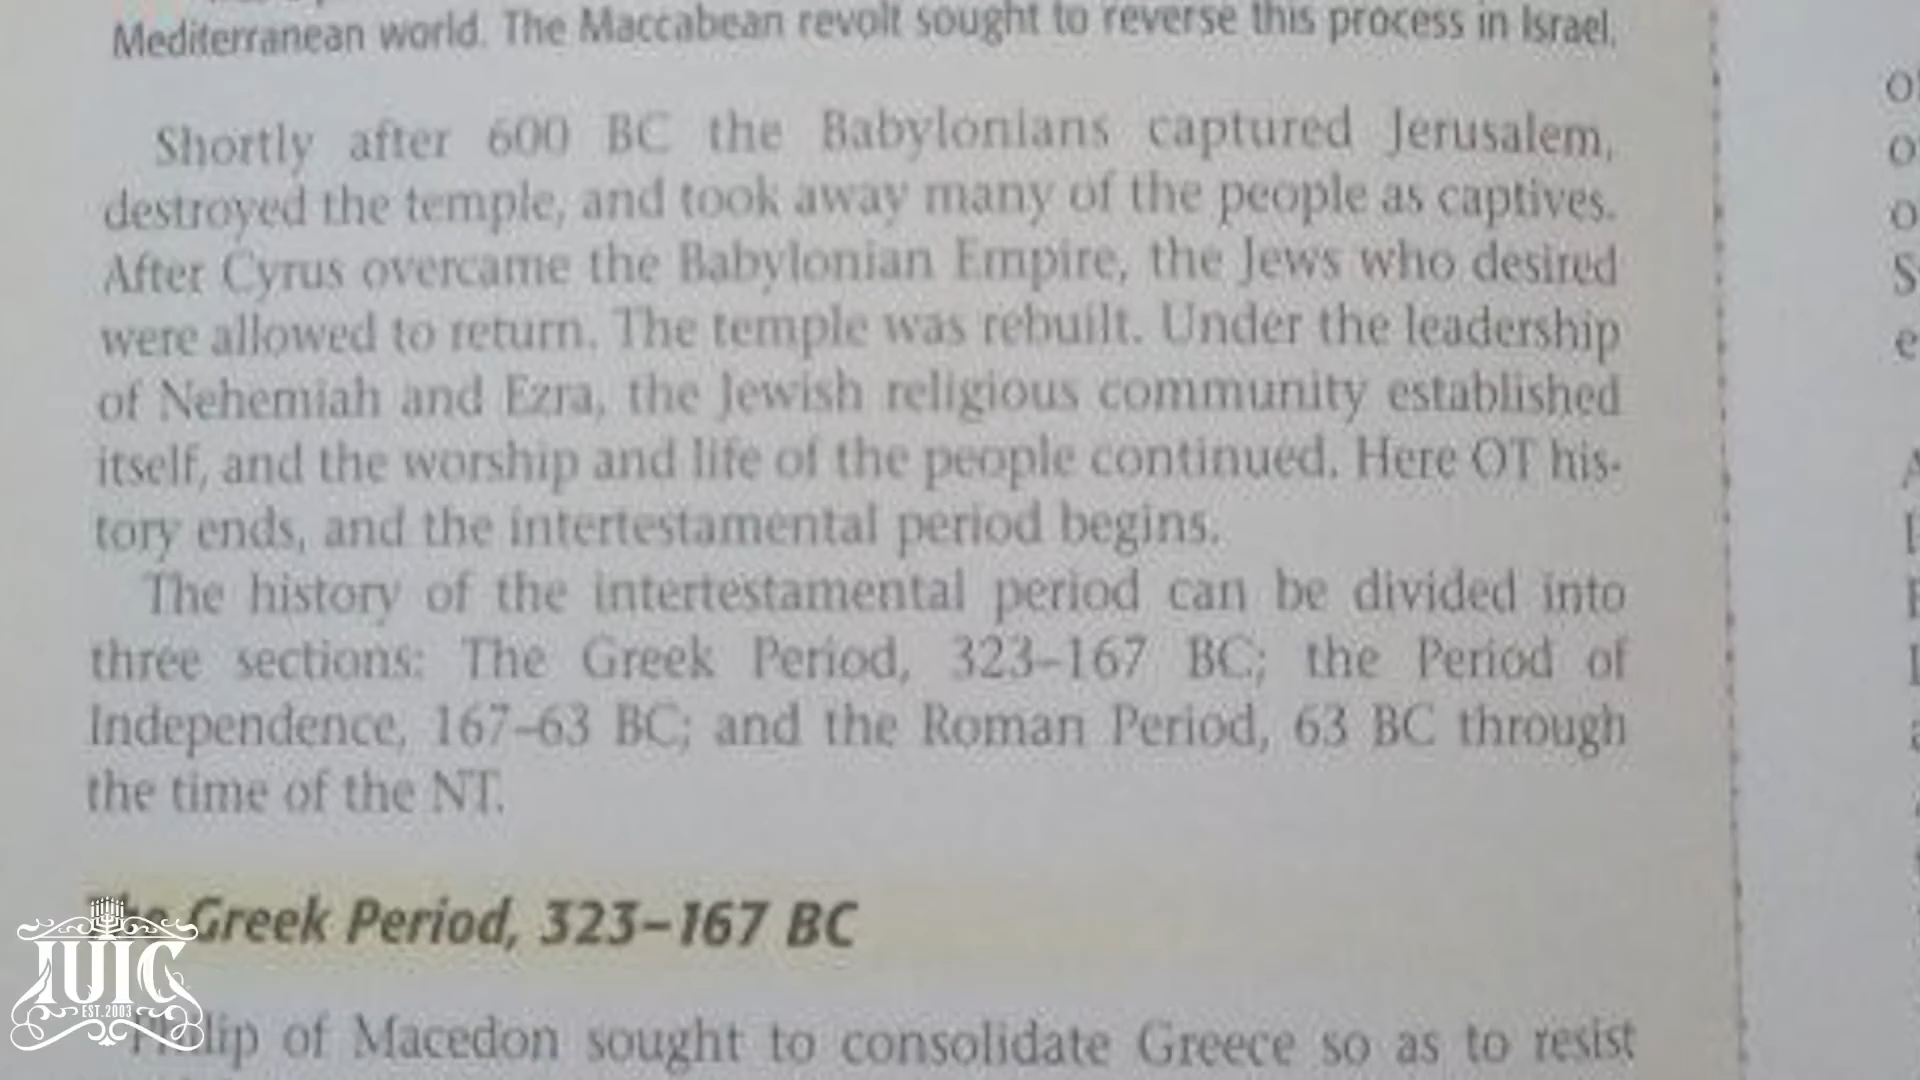 Mediterranean world. The Maccabean revolt sought to reverse this process in Israel.
Shortly after 600 BC the Babylonians captured Jerusalem,
destroyed the temple, and took away many of the people as captives.
After Cyrus overcame the Babylonian Empire, the Jews who desired
were allowed to return. The temple was rebuilt. Under the leadership
of Nehemiah and Ezra, the Jewish religious community established
itself, and the worship and life of the people continued. Here OT his-
tory ends, and the intertestamental period begins.
The history of the intertestamental period can be divided into
three sections: The Greek Period, 323–167 BC; the Period of
Independence, 167–63 BC; and the Roman Period, 63 BC through
the time of the NT.
The Greek Period, 323–167 BC
Philip of Macedon sought to consolidate Greece so as to resist
IUIC
EST.2003